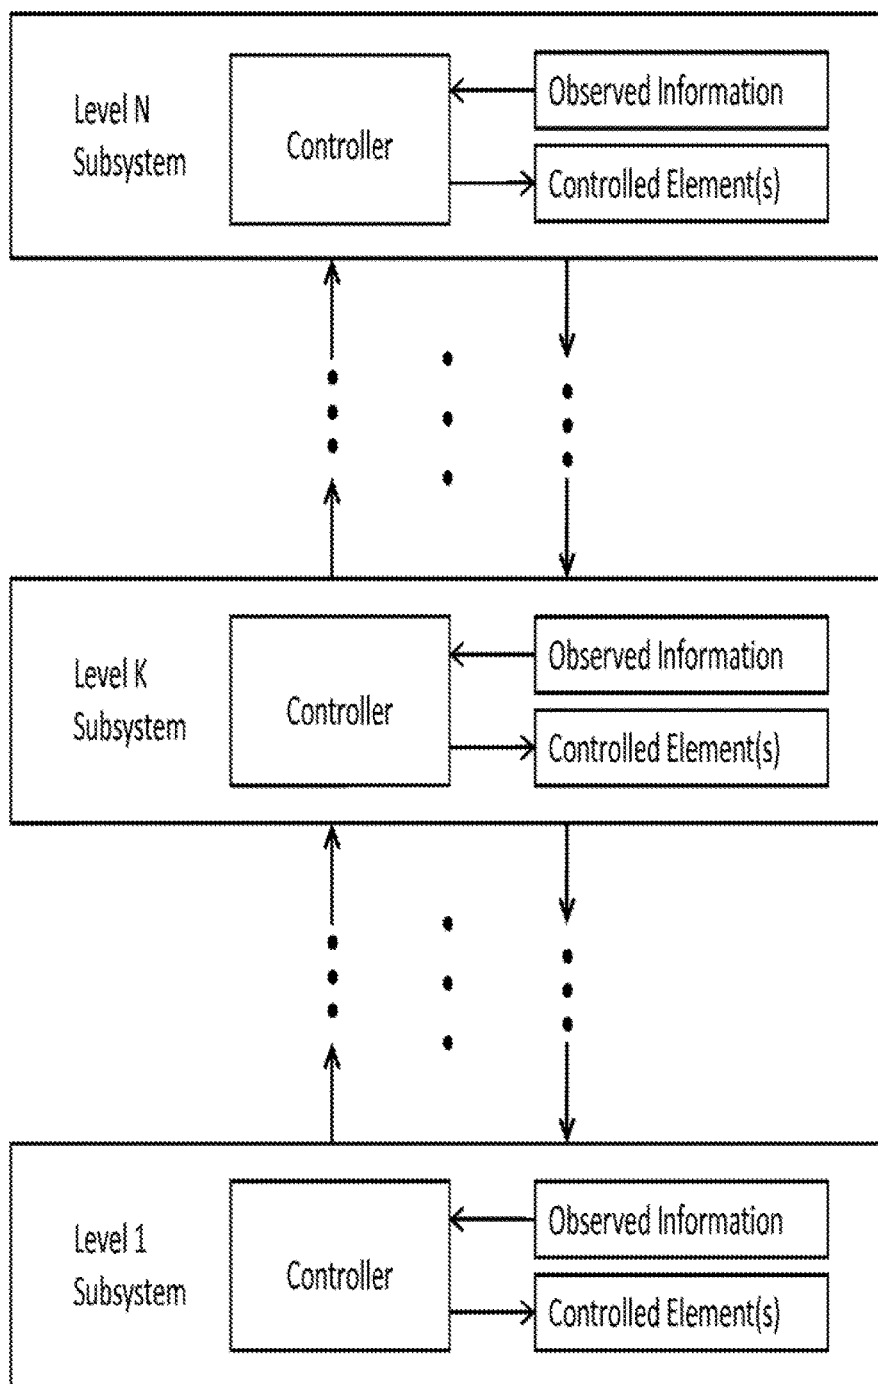 Level N
Subsystem
Controller
Observed Information
Controlled Element(s)
Level K
Subsystem
Controller
Observed Information
Controlled Element(s)
Level 1
Subsystem
Controller
Observed Information
Controlled Element(s)